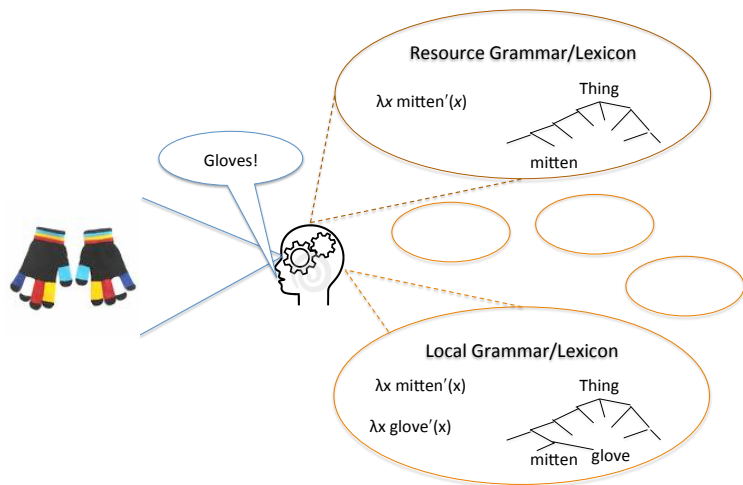 Resource Grammar/Lexicon
Thing
λx mitten′(x)
mitten
Gloves!
Local Grammar/Lexicon
λx mitten′(x)
Thing
λx glove′(x)
mitten glove